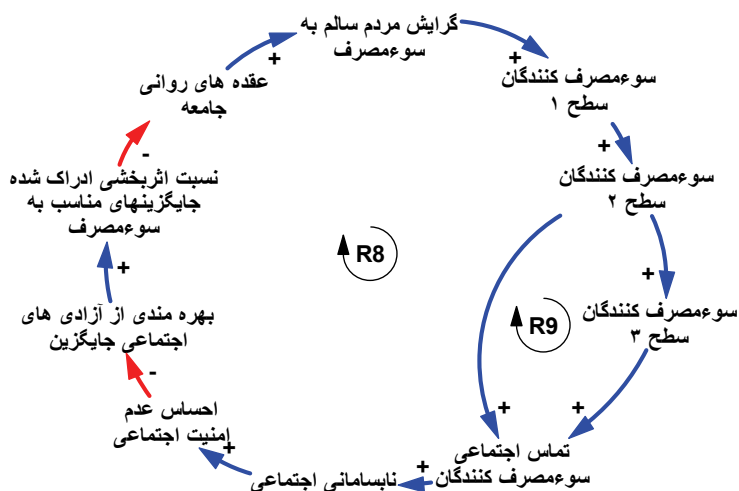 گرایش مردم سالم به
سوءمصرف
+
سوءمصرف کنندگان
سطح ۱
+
سوءمصرف کنندگان
سطح ۲
+
سوءمصرف کنندگان
سطح ۳
+
+
تماس اجتماعی
سوءمصرف کنندگان
+
نابسامانی اجتماعی
+
احساس عدم
امنیت اجتماعی
-
بهره مندی از آزادی های
اجتماعی جایگزین
+
نسبت اثربخشی ادراک شده
جایگزینهای مناسب به
سوءمصرف
-
عقده های روانی
جامعه
+
R8
R9